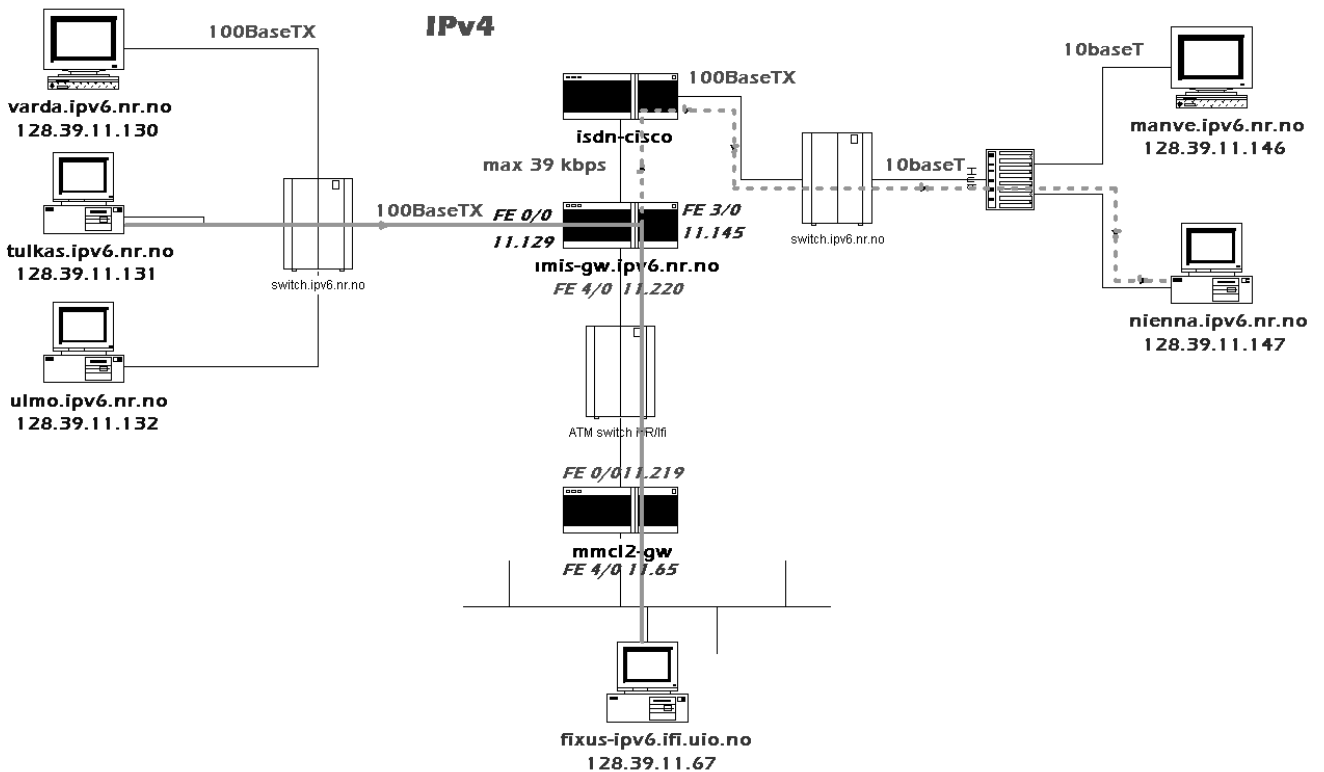 IPv4
100BaseTX
varda.ipv6.nr.no
128.39.11.130
tulkas.ipv6.nr.no
128.39.11.131
ulmo.ipv6.nr.no
128.39.11.132
switch.ipv6.nr.no
100BaseTX
100BaseTX
isdn-cisco
max 39 kbps
FE 0/0
11.129
FE 3/0
11.145
imis-gw.ipv6.nr.no
FE 4/0 11.220
ATM switch NR/Ifi
FE 0/0 11.219
mmcl2-gw
FE 4/0 11.65
fixus-ipv6.ifi.uio.no
128.39.11.67
switch.ipv6.nr.no
10baseT
Hub
10baseT
manve.ipv6.nr.no
128.39.11.146
nienna.ipv6.nr.no
128.39.11.147